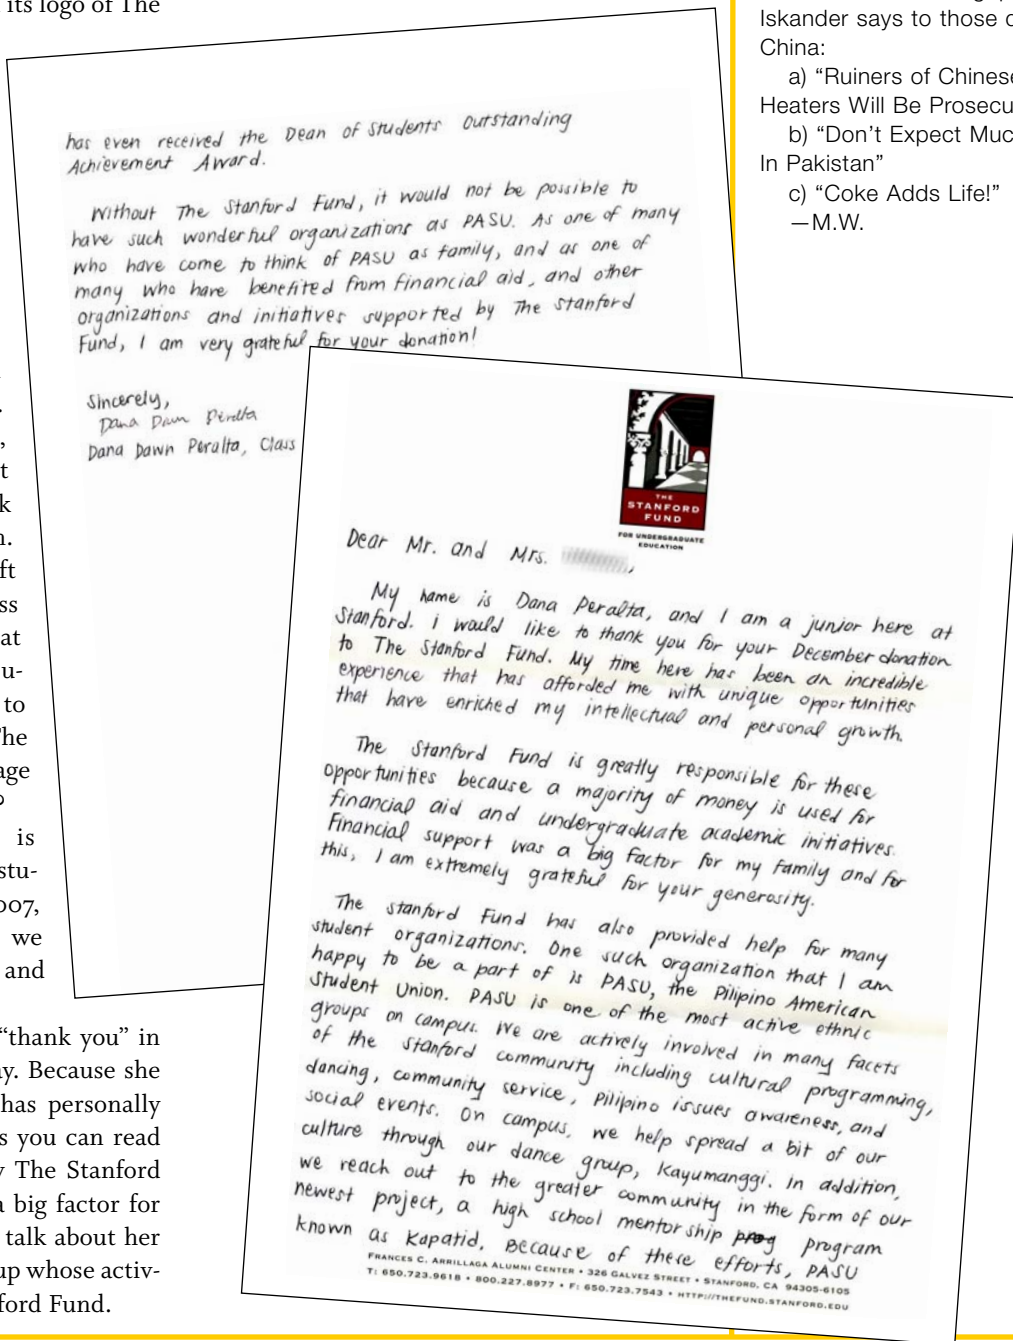 its logo of The
Iskander says to those
China:
a) “Ruiners of Chinese
Heaters Will Be
b) “Don’t Expect
In Pakistan”
c) “Coke Adds Life!”
—M.W.
ft
ss
at
u-
to
he
age
is
stu-
007,
we
and
“thank you” in
ay. Because she
has personally
s you can read
y The Stanford
a big factor for
talk about her
up whose activ-
ford Fund.
has even received the Dean of Students Outstanding
Achievement Award.
Without The Stanford Fund, it would not be possible to
have such wonderful organizations as PASU. As one of many
who have come to think of PASU as family, and as one of
many who have benefited from financial aid, and other
organizations and initiatives supported by The Stanford
Fund, I am very grateful for your donation!
Sincerely,
Dana Dawn Peralta
Dana Dawn Peralta, Class
THE
STANFORD
FUND
FOR UNDERGRADUATE
EDUCATION
Dear Mr. and Mrs.
My name is Dana Peralta, and I am a junior here at
Stanford. i would like to thank you for your December donation
to The Stanford Fund. My time here has been an incredible
experience that has afforded me with unique opportunities
that have enriched my intellectual and personal growth.
The Stanford Fund is greatly responsible for these
opportunities because a majority of money is used for
financial aid and undergraduate academic initiatives.
Financial support was a big factor for my family and for
this, I am extremely grateful for your generosity.
The Stanford Fund has also provided help for many
student organizations. One such organization that I am
happy to be a part of is PASU, the Pilipino American
Student Union. PASU is one of the most active ethnic
groups on campus. We are actively involved in many facets
of the Stanford community including cultural programming,
dancing, community service, Pilipino issues awareness, and
social events. On campus, we help spread a bit of our
culture through our dance group, Kayumanggi. In addition,
we reach out to the greater community in the form of our
newest project, a high school mentorship prog program
known as Kapatid. Because of these efforts, PASU
FRANCES C. ARRILLAGA ALUMNI CENTER • 326 GALVEZ STREET • STANFORD, CA 94305-6105
T: 650.723.9618 • 800.227.8977 • F: 650.723.7543 • HTTP://THEFUND.STANFORD.EDU